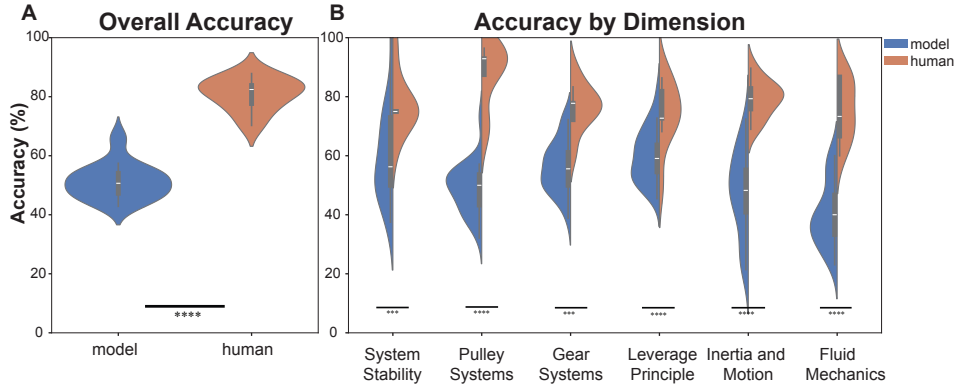 A
Overall Accuracy
Accuracy (%)
100
80
60
40
20
0
****
model
human
B
Accuracy by Dimension
100
80
60
40
20
0
***
****
***
****
****
****
System
Stability
Pulley
Systems
Gear
Systems
Leverage
Principle
Inertia and
Motion
Fluid
Mechanics
model
human